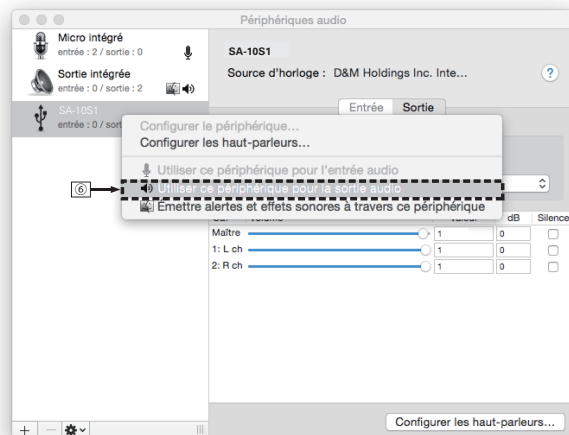 Périphériques audio
Micro intégré
entrée : 2 / sortie : 0
Sortie intégrée
entrée : 0 / sortie : 2
SA-10S1
entrée : 0 / sort
SA-10S1
Source d'horloge : D&M Holdings Inc. Inte...
?
Entrée Sortie
Configurer le périphérique...
Configurer les haut-parleurs...
Utiliser ce périphérique pour l'entrée audio
⑥ Utiliser ce périphérique pour la sortie audio
Émettre alertes et effets sonores à travers ce périphérique
Volume Valeur dB Silence
Maître 1 0
1: L ch 1 0
2: R ch 1 0
+ −
Configurer les haut-parleurs...